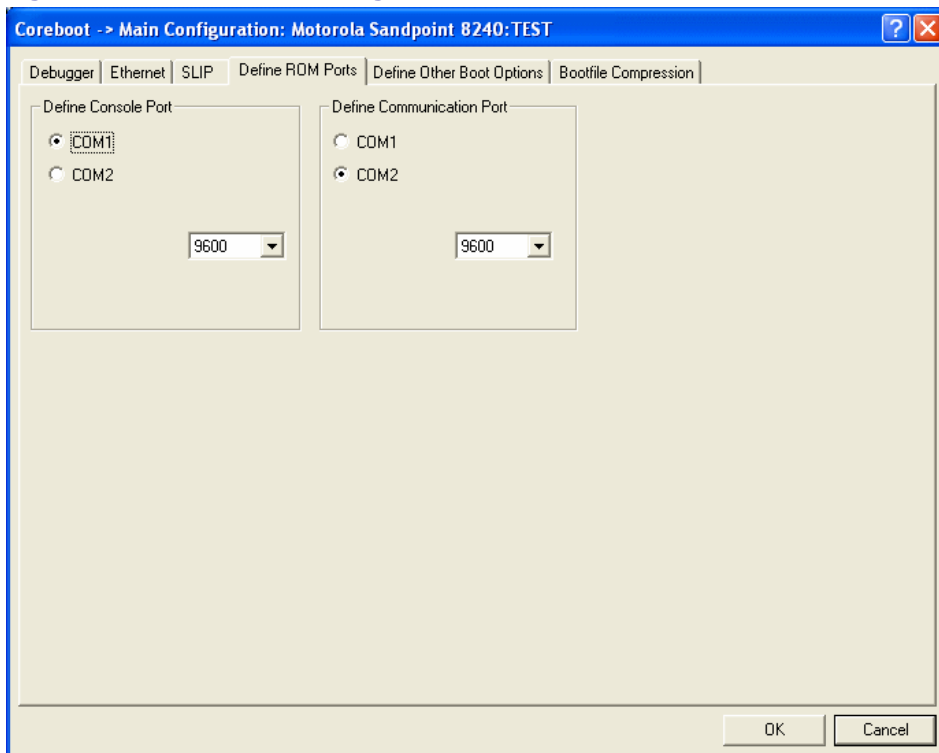 Coreboot -> Main Configuration: Motorola Sandpoint 8240:TEST
Debugger Ethernet SLIP Define ROM Ports Define Other Boot Options Bootfile Compression
Define Console Port Define Communication Port
COM1 COM1
COM2 COM2
9600 9600
OK Cancel